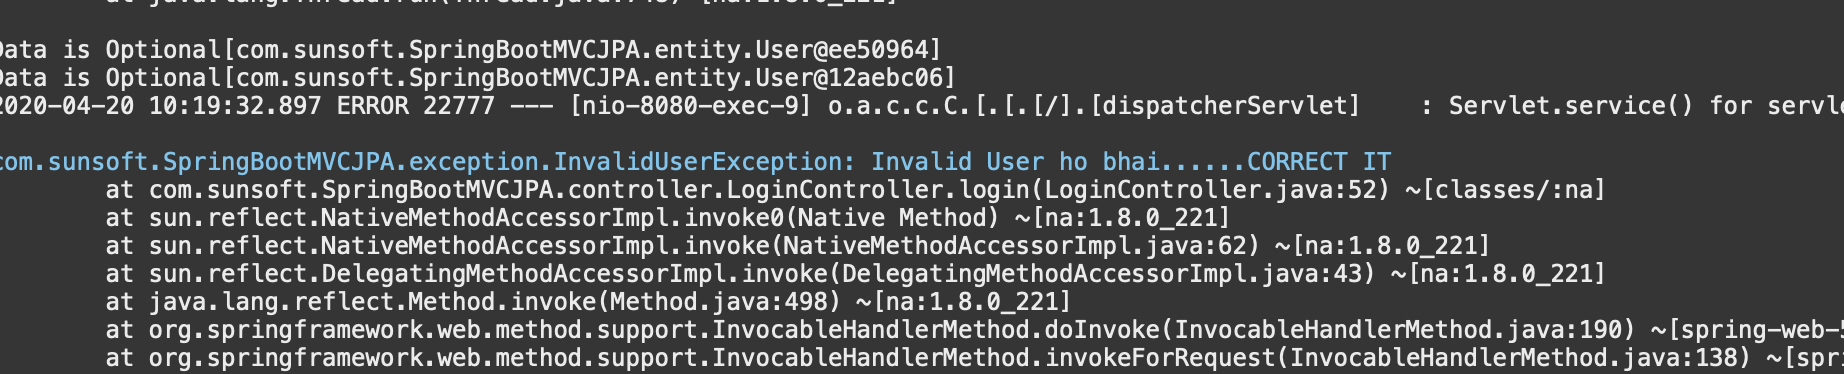 at java.lang.Thread.run(Thread.java:748) ~[na:1.8.0_221]
Data is Optional[com.sunsoft.SpringBootMVCJPA.entity.User@ee50964]
Data is Optional[com.sunsoft.SpringBootMVCJPA.entity.User@12aebc06]
2020-04-20 10:19:32.897 ERROR 22777 --- [nio-8080-exec-9] o.a.c.c.C.[.[.[/].[dispatcherServlet]    : Servlet.service() for servle
com.sunsoft.SpringBootMVCJPA.exception.InvalidUserException: Invalid User ho bhai......CORRECT IT
at com.sunsoft.SpringBootMVCJPA.controller.LoginController.login(LoginController.java:52) ~[classes/:na]
at sun.reflect.NativeMethodAccessorImpl.invoke0(Native Method) ~[na:1.8.0_221]
at sun.reflect.NativeMethodAccessorImpl.invoke(NativeMethodAccessorImpl.java:62) ~[na:1.8.0_221]
at sun.reflect.DelegatingMethodAccessorImpl.invoke(DelegatingMethodAccessorImpl.java:43) ~[na:1.8.0_221]
at java.lang.reflect.Method.invoke(Method.java:498) ~[na:1.8.0_221]
at org.springframework.web.method.support.InvocableHandlerMethod.doInvoke(InvocableHandlerMethod.java:190) ~[spring-web-5
at org.springframework.web.method.support.InvocableHandlerMethod.invokeForRequest(InvocableHandlerMethod.java:138) ~[spri